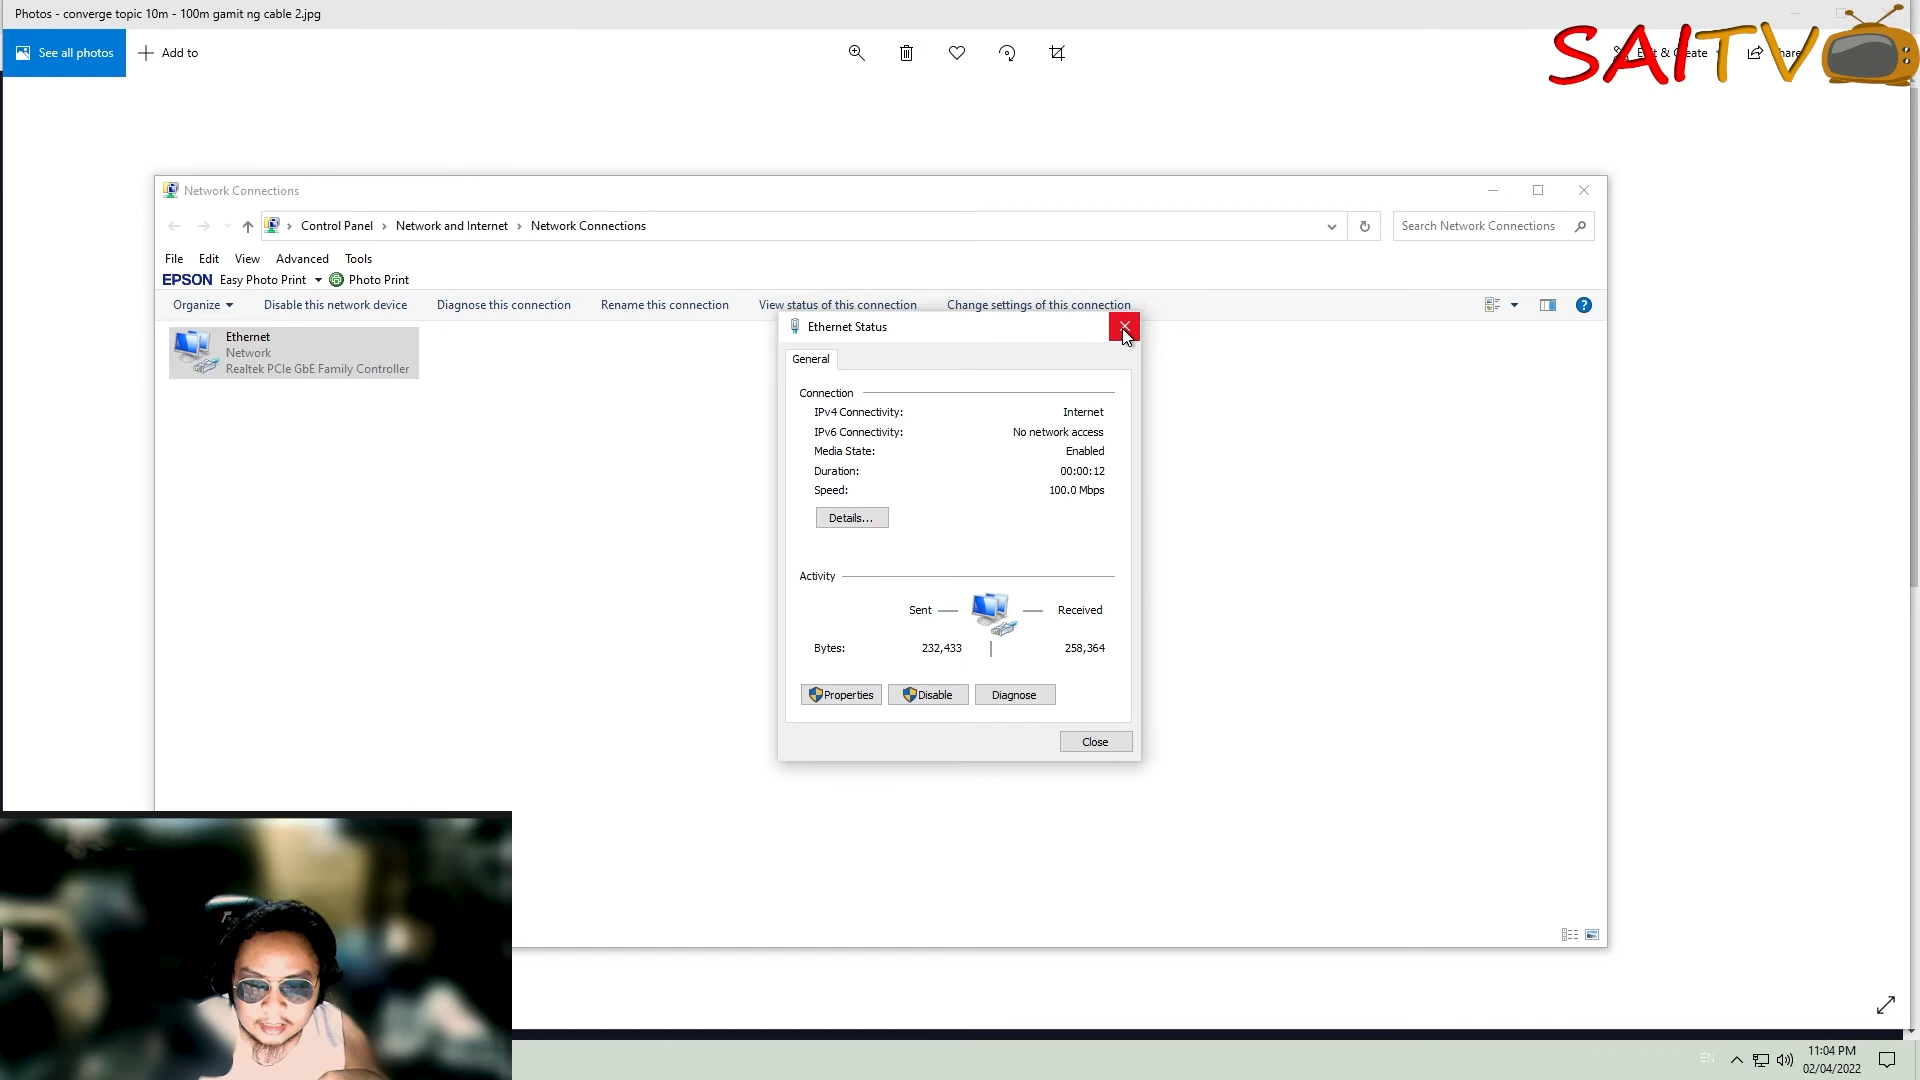 Photos - converge topic 10m - 100m gamit ng cable 2.jpg
See all photos
Add to
SAITV
Network Connections
Control Panel > Network and Internet > Network Connections
Search Network Connections
File Edit View Advanced Tools
EPSON Easy Photo Print Photo Print
Organize Disable this network device Diagnose this connection Rename this connection View status of this connection Change settings of this connection
Ethernet
Network
Realtek PCIe GbE Family Controller
Ethernet Status
General
Connection
IPv4 Connectivity: Internet
IPv6 Connectivity: No network access
Media State: Enabled
Duration: 00:00:12
Speed: 100.0 Mbps
Details...
Activity
Sent Received
Bytes: 232,433 258,364
Properties Disable Diagnose
Close
EN
11:04 PM
02/04/2022